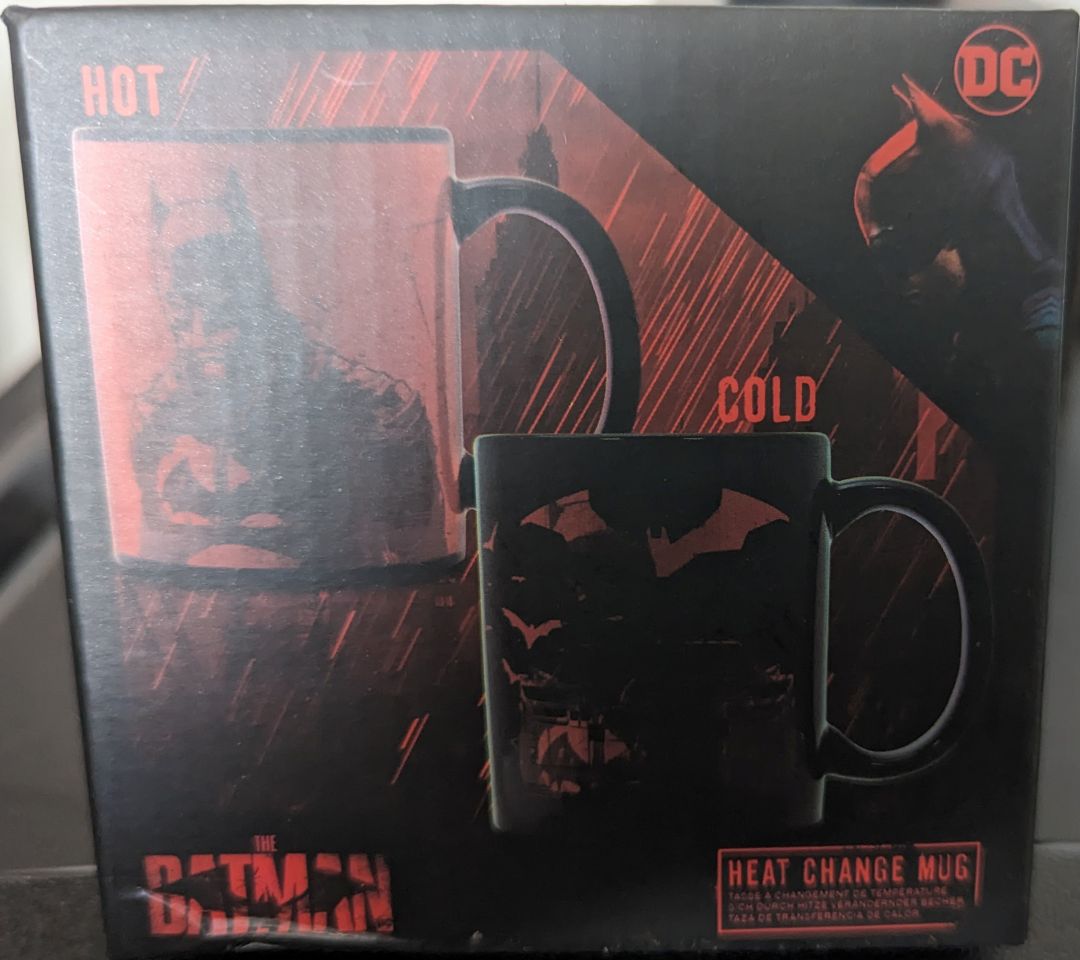 HOT
DC
COLD
THE
BATMAN
HEAT CHANGE MUG
TASSE À CHANGEMENT DE TEMPÉRATURE
SICH DURCH HITZE VERÄNDERNDER BECHER
TAZA DE TRANSFERENCIA DE CALOR